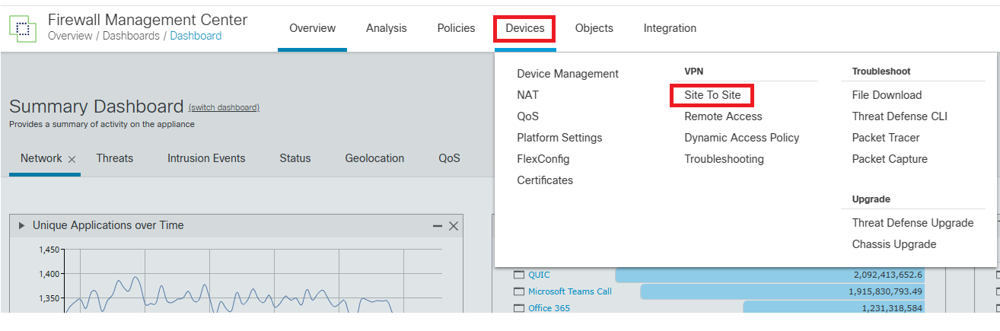 Firewall Management Center
Overview / Dashboards / Dashboard
Overview Analysis Policies Devices Objects Integration
Device Management
NAT
QoS
Platform Settings
FlexConfig
Certificates
VPN
Site To Site
Remote Access
Dynamic Access Policy
Troubleshooting
Troubleshoot
File Download
Threat Defense CLI
Packet Tracer
Packet Capture
Upgrade
Threat Defense Upgrade
Chassis Upgrade
Summary Dashboard (switch dashboard)
Provides a summary of activity on the appliance
Network Threats Intrusion Events Status Geolocation QoS
Unique Applications over Time
1,450
1,400
1,350
QUIC 2,092,413,652.6
Microsoft Teams Call 1,915,830,793.49
Office 365 1,231,318,584